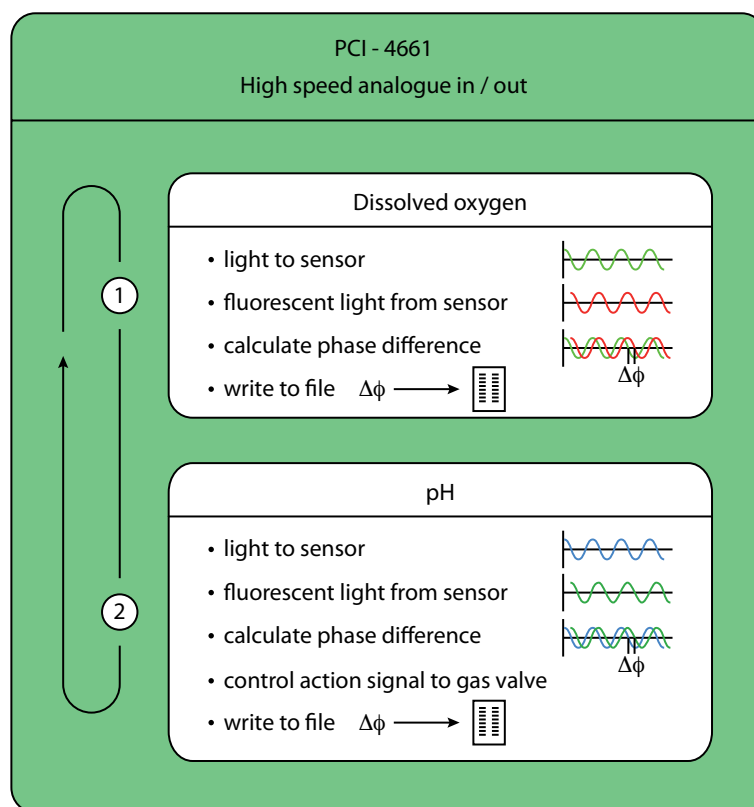 PCI - 4661
High speed analogue in / out
Dissolved oxygen
1
• light to sensor
• fluorescent light from sensor
• calculate phase difference
Δϕ
• write to file Δϕ
pH
• light to sensor
• fluorescent light from sensor
2
• calculate phase difference
Δϕ
• control action signal to gas valve
• write to file Δϕ